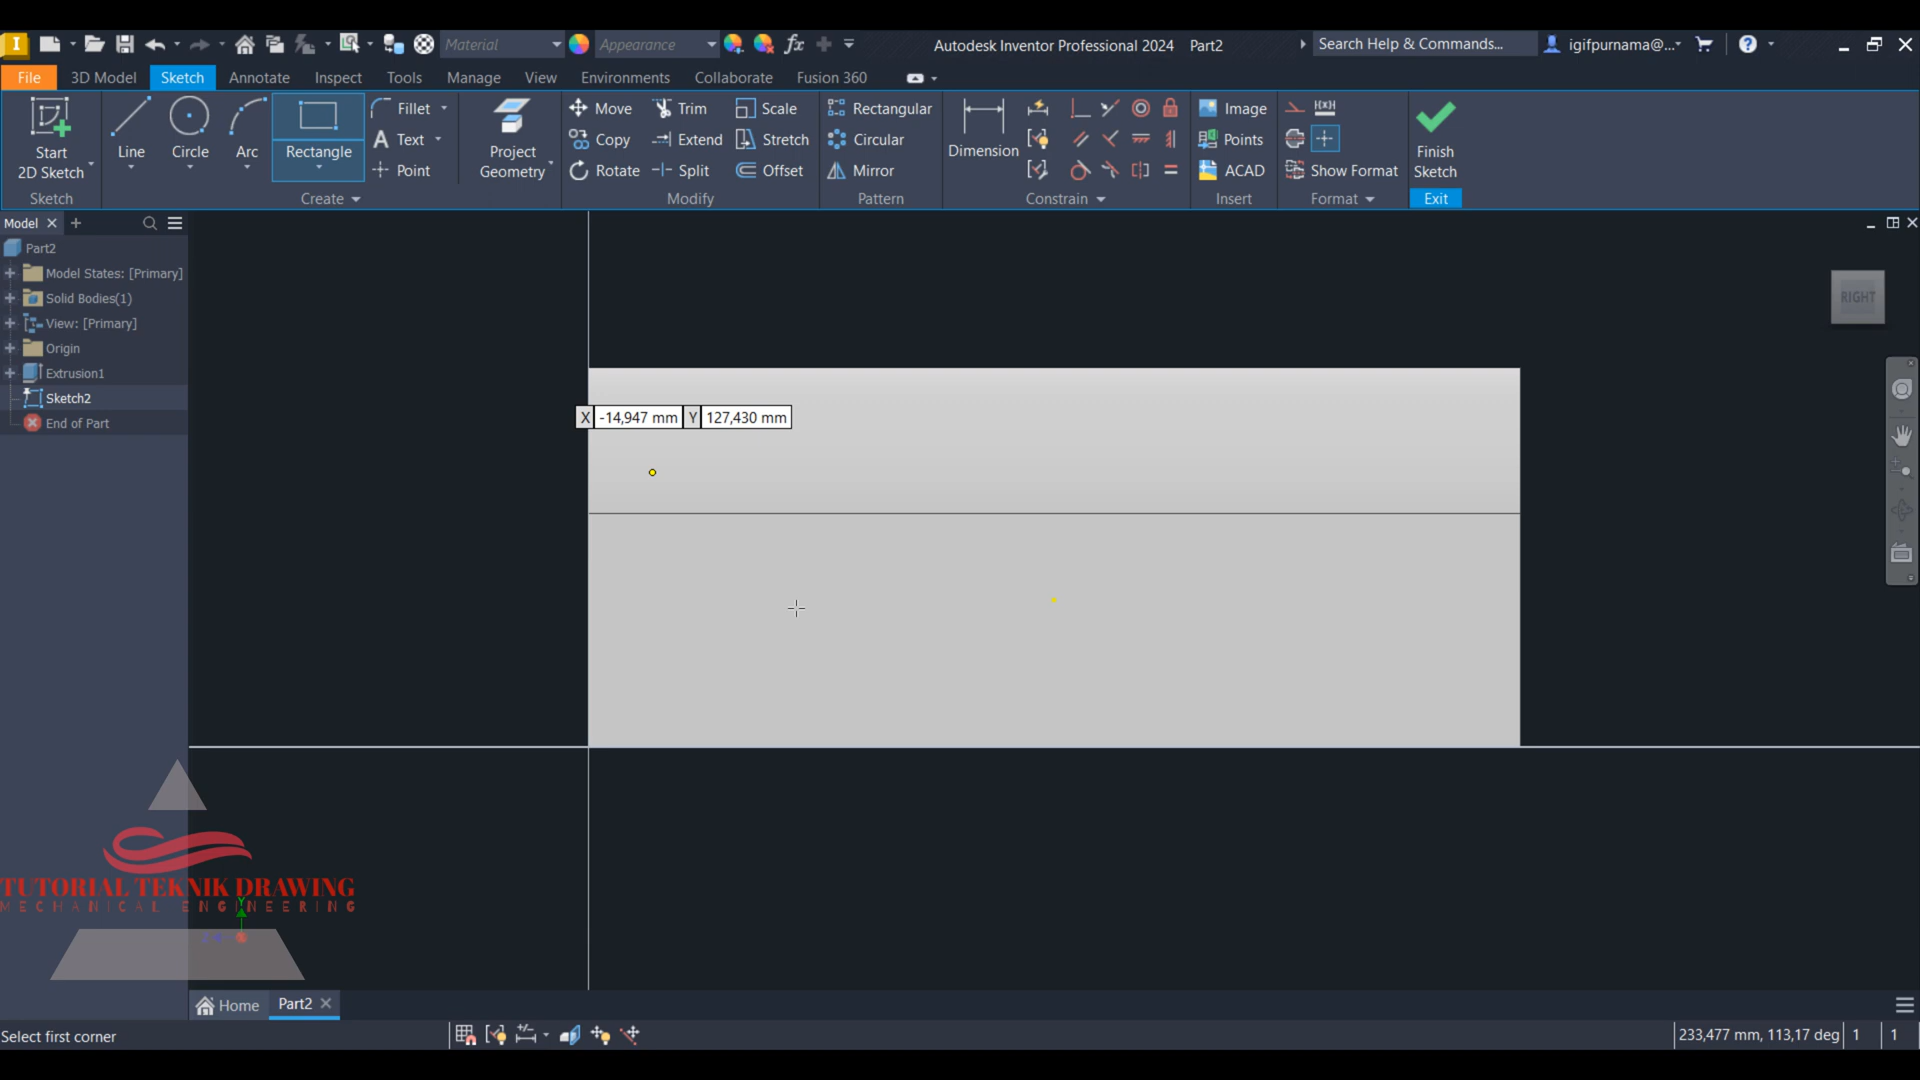 I Material Appearance fx Autodesk Inventor Professional 2024 Part2 Search Help & Commands... igifpurnama@... ?
File 3D Model Sketch Annotate Inspect Tools Manage View Environments Collaborate Fusion 360
Start
2D Sketch
Line
Circle
Arc
Rectangle
Fillet
A Text
Point
Project
Geometry
Move
Copy
Rotate
Trim
Extend
Split
Scale
Stretch
Offset
Rectangular
Circular
Mirror
Dimension
Image
Points
ACAD
Show Format
Finish
Sketch
Sketch Create Modify Pattern Constrain Insert Format Exit
Model
Part2
Model States: [Primary]
Solid Bodies(1)
View: [Primary]
Origin
Extrusion1
Sketch2
End of Part
RIGHT
X -14,947 mm Y 127,430 mm
TUTORIAL TEKNIK DRAWING
MECHANICAL ENGINEERING
Y
Home Part2
Select first corner
233,477 mm, 113,17 deg 1 1